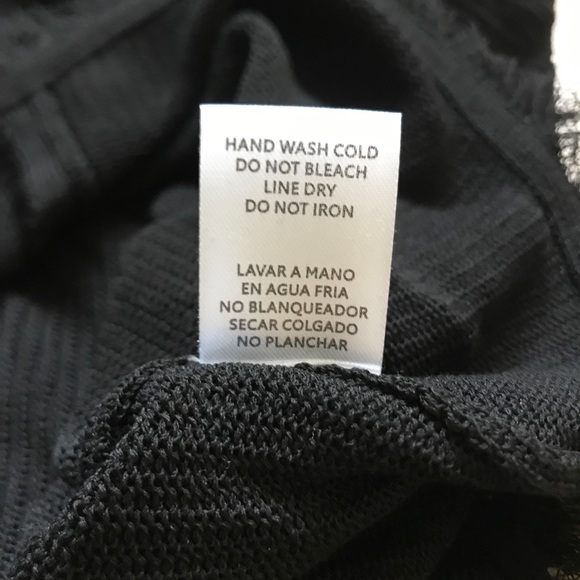 HAND WASH COLD
DO NOT BLEACH
LINE DRY
DO NOT IRON
LAVAR A MANO
EN AGUA FRIA
NO BLANQUEADOR
SECAR COLGADO
NO PLANCHAR